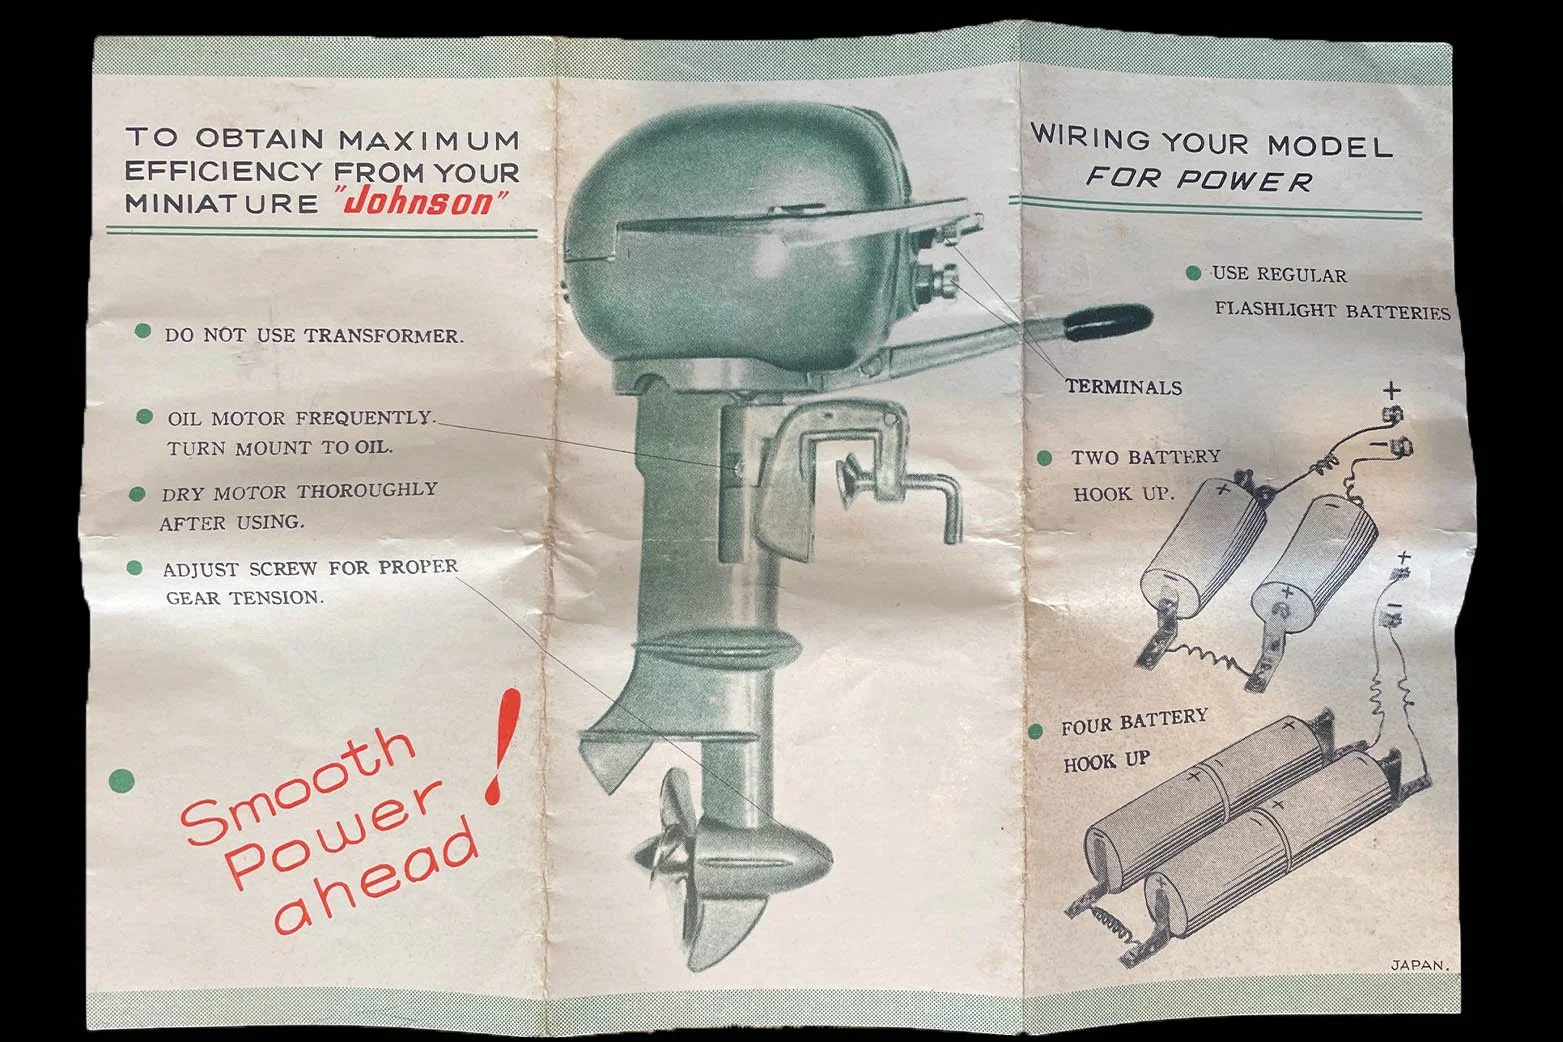 TO OBTAIN MAXIMUM
EFFICIENCY FROM YOUR
MINIATURE "Johnson"
DO NOT USE TRANSFORMER.
OIL MOTOR FREQUENTLY.
TURN MOUNT TO OIL.
DRY MOTOR THOROUGHLY
AFTER USING.
ADJUST SCREW FOR PROPER
GEAR TENSION.
Smooth
Power
ahead!
WIRING YOUR MODEL
FOR POWER
USE REGULAR
FLASHLIGHT BATTERIES
TERMINALS
TWO BATTERY
HOOK UP.
+
−
+
−
−
+
FOUR BATTERY
HOOK UP
+
−
+
−
+
+
+
JAPAN.